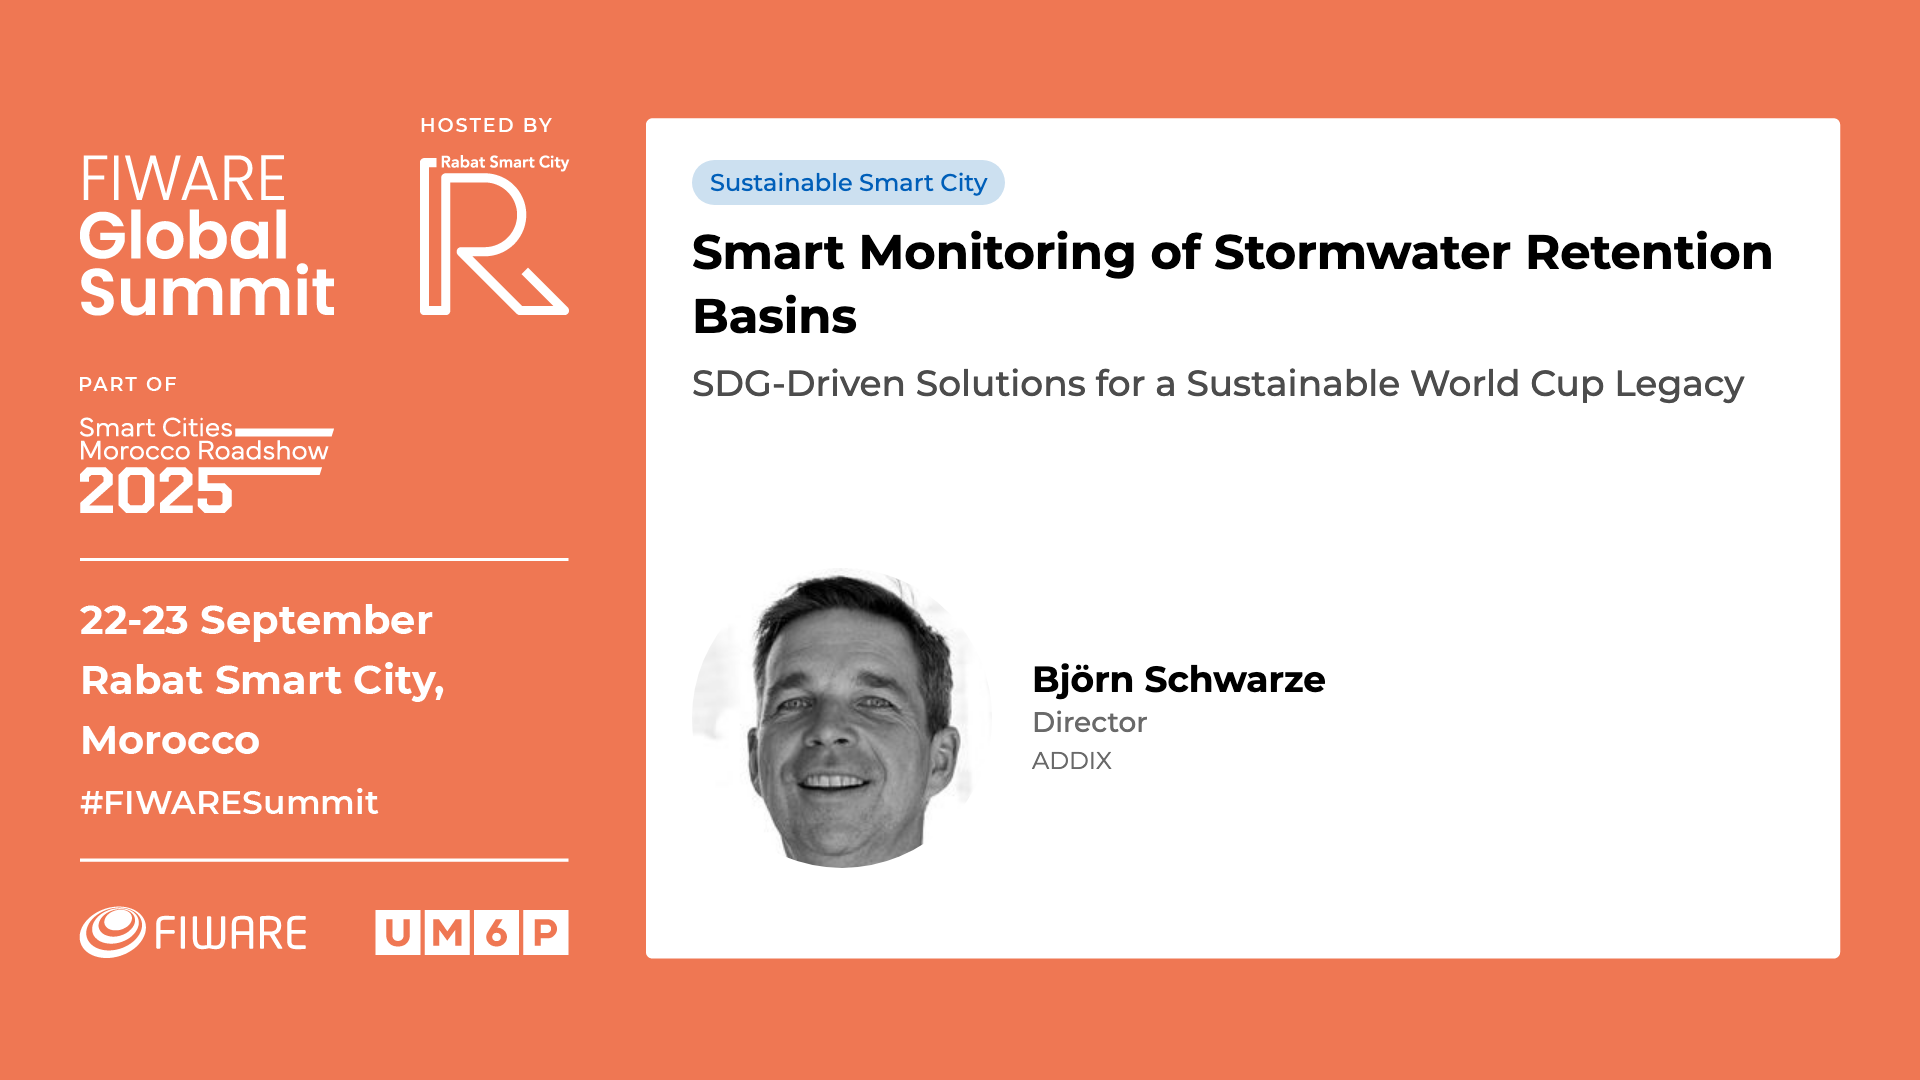 FIWARE
Global
Summit
HOSTED BY
Rabat Smart City
R
PART OF
Smart Cities
Morocco Roadshow
2025
22-23 September
Rabat Smart City,
Morocco
#FIWARESummit
FIWARE
UM6P
Sustainable Smart City
Smart Monitoring of Stormwater Retention
Basins
SDG-Driven Solutions for a Sustainable World Cup Legacy
Björn Schwarze
Director
ADDIX